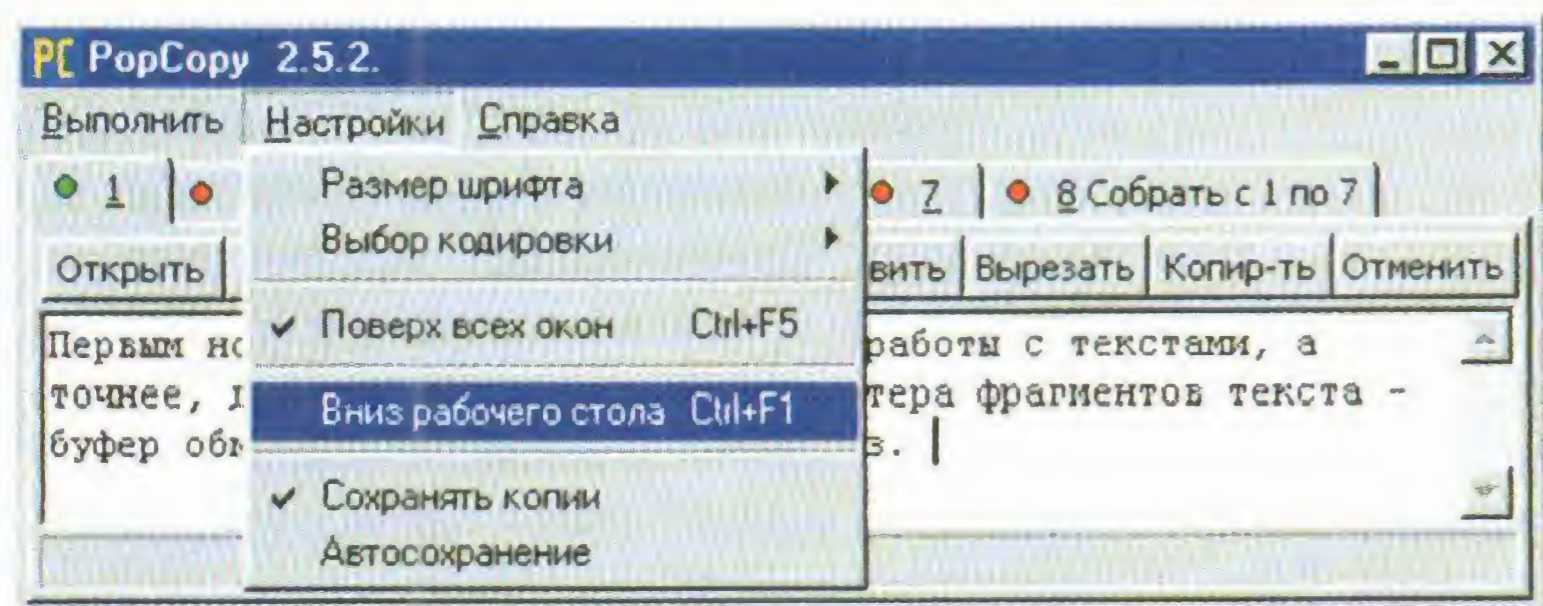 PC PopCopy 2.5.2.
Выполнить Настройки Справка
1 7 8 Собрать с 1 по 7
Размер шрифта
Выбор кодировки
Открыть вить Вырезать Копир-ть Отменить
Поверх всех окон Ctrl+F5
Вниз рабочего стола Ctrl+F1
Сохранять копии
Автосохранение
Первым но работы с текстами, а
точнее, д тера фрагментов текста -
буфер обм в.